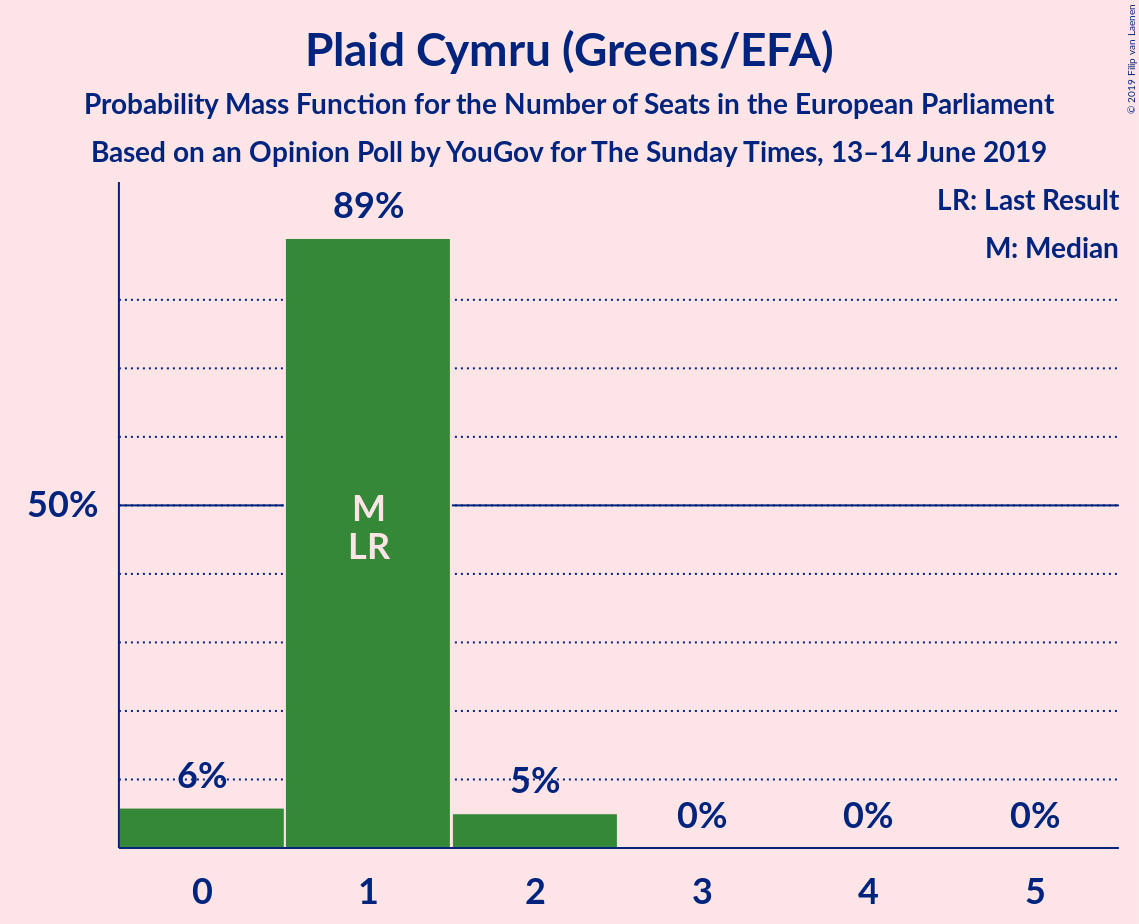 Plaid Cymru (Greens/EFA)
Probability Mass Function for the Number of Seats in the European Parliament
Based on an Opinion Poll by YouGov for The Sunday Times, 13–14 June 2019
© 2019 Filip van Laenen
LR: Last Result
M: Median
89%
50%
M
LR
6%
5%
0%
0%
0%
0
1
2
3
4
5